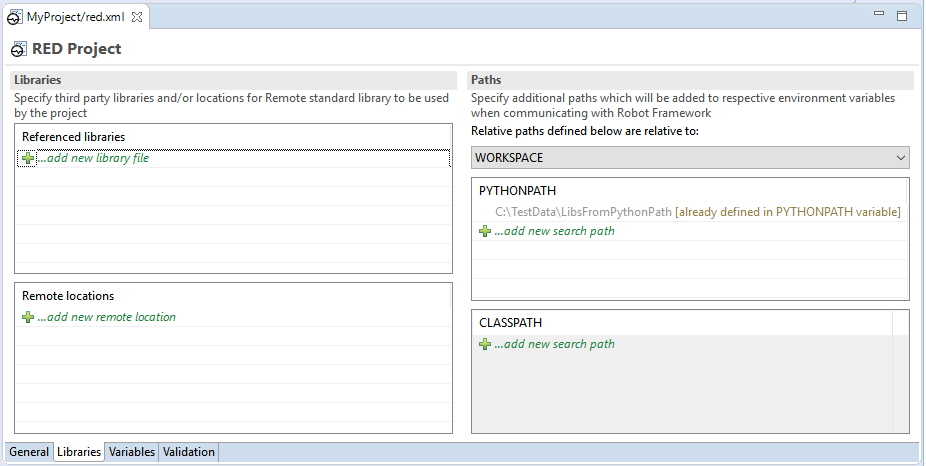 MyProject/red.xml
RED Project
Libraries
Specify third party libraries and/or locations for Remote standard library to be used
by the project
Referenced libraries
...add new library file
Remote locations
...add new remote location
Paths
Specify additional paths which will be added to respective environment variables
when communicating with Robot Framework
Relative paths defined below are relative to:
WORKSPACE
PYTHONPATH
C:\TestData\LibsFromPythonPath [already defined in PYTHONPATH variable]
...add new search path
CLASSPATH
...add new search path
General Libraries Variables Validation